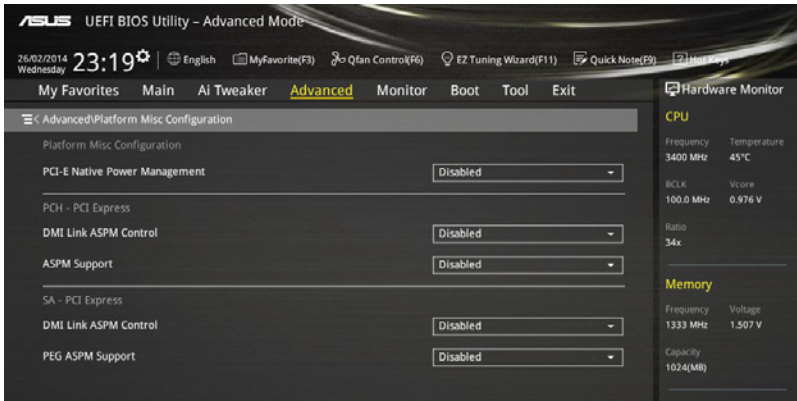 ASUS UEFI BIOS Utility – Advanced Mode
26/02/2014
Wednesday
23:19
English
MyFavorite(F3)
Qfan Control(F6)
EZ Tuning Wizard(F11)
Quick Note(F9)
? Hot Keys
My Favorites Main Ai Tweaker Advanced Monitor Boot Tool Exit
Advanced\Platform Misc Configuration
Platform Misc Configuration
PCI-E Native Power Management Disabled
PCH - PCI Express
DMI Link ASPM Control Disabled
ASPM Support Disabled
SA - PCI Express
DMI Link ASPM Control Disabled
PEG ASPM Support Disabled
Hardware Monitor
CPU
Frequency Temperature
3400 MHz 45°C
BCLK Vcore
100.0 MHz 0.976 V
Ratio
34x
Memory
Frequency Voltage
1333 MHz 1.507 V
Capacity
1024(MB)